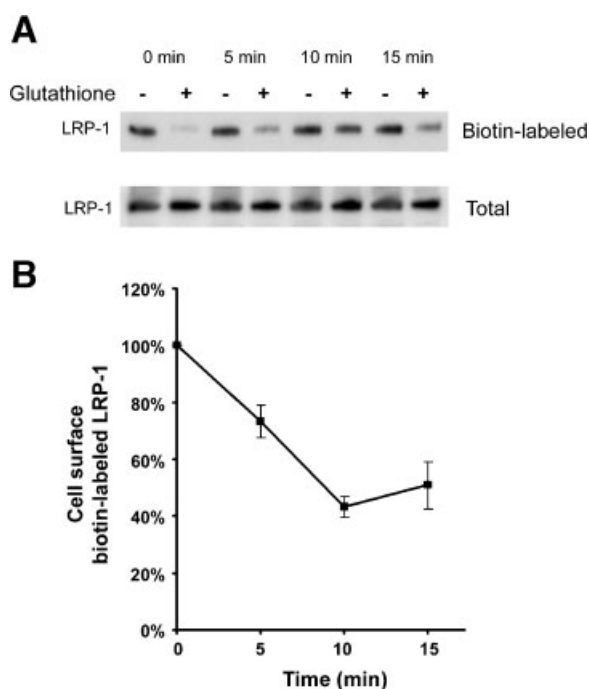 A
0 min 5 min 10 min 15 min
Glutathione - + - + - + - +
LRP-1 Biotin-labeled
LRP-1 Total
B
120%
100%
80%
60%
40%
20%
0%
Cell surface
biotin-labeled LRP-1
0 5 10 15
Time (min)